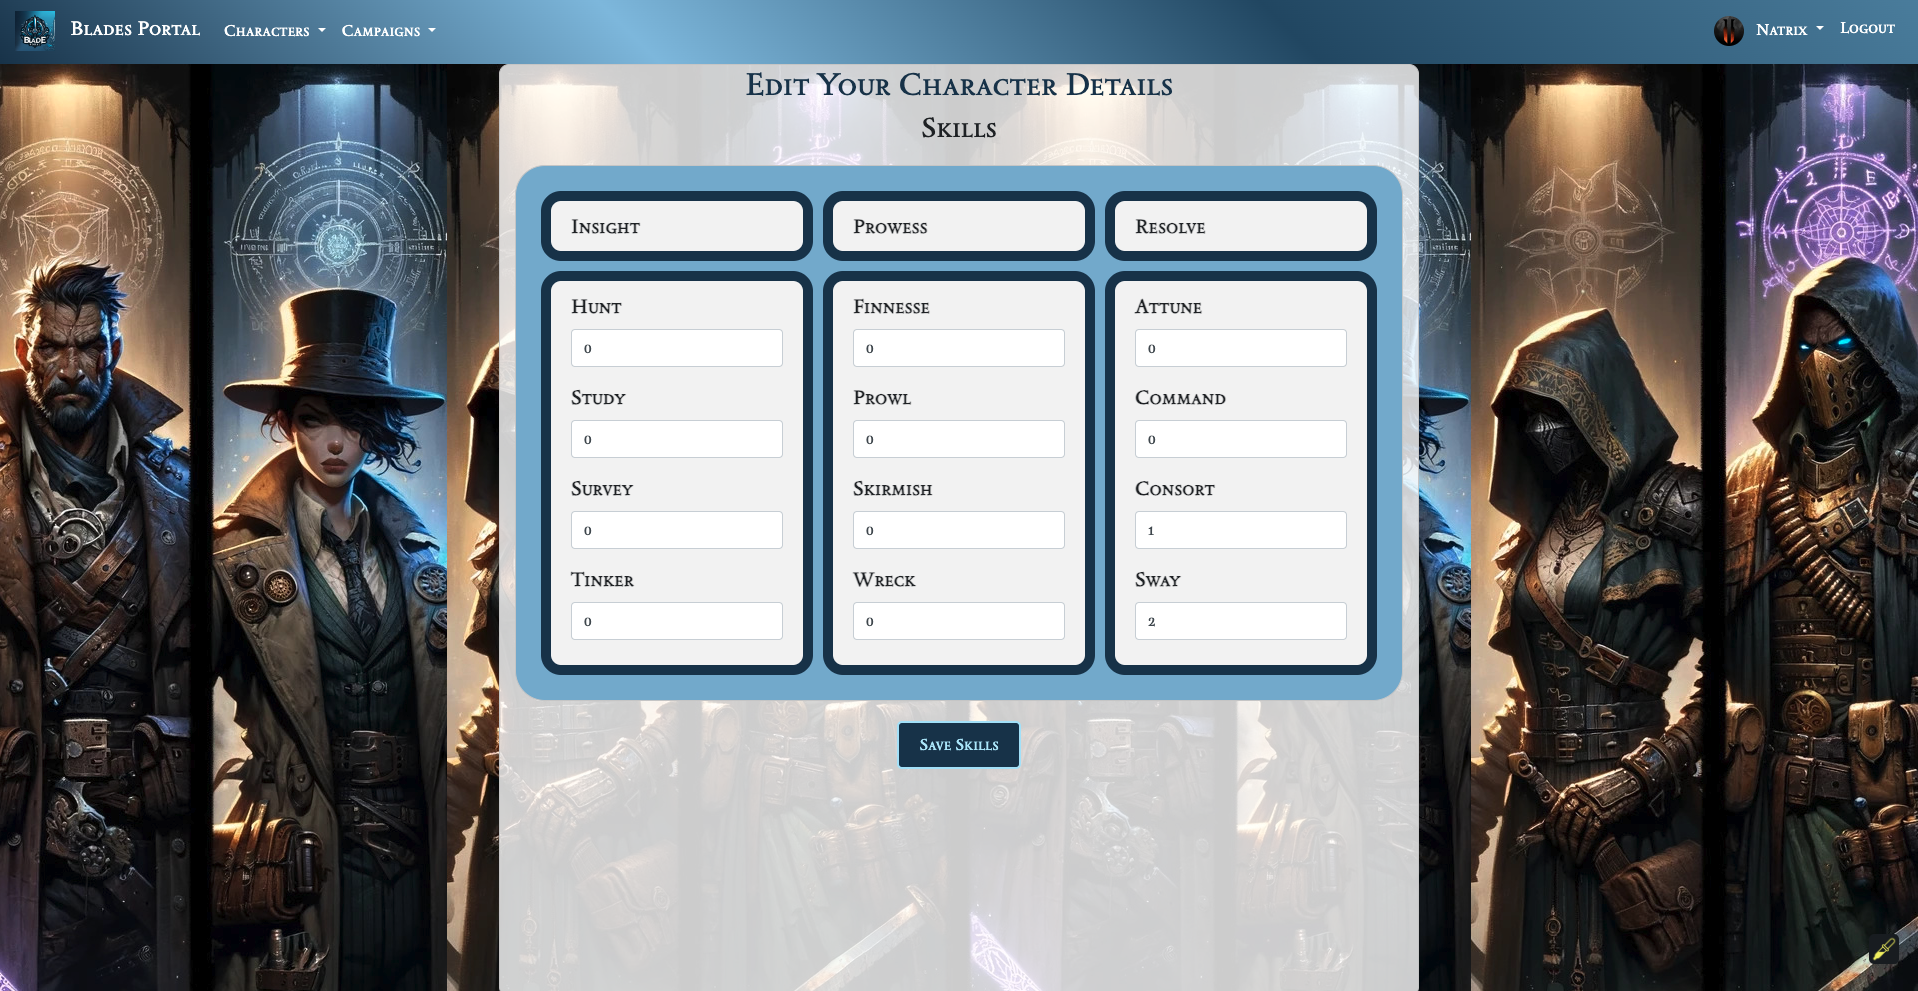 BLADE
Blades Portal
Characters
Campaigns
Natrix
Logout
Edit Your Character Details
Skills
Insight
Prowess
Resolve
Hunt
0
Study
0
Survey
0
Tinker
0
Finnesse
0
Prowl
0
Skirmish
0
Wreck
0
Attune
0
Command
0
Consort
1
Sway
2
Save Skills